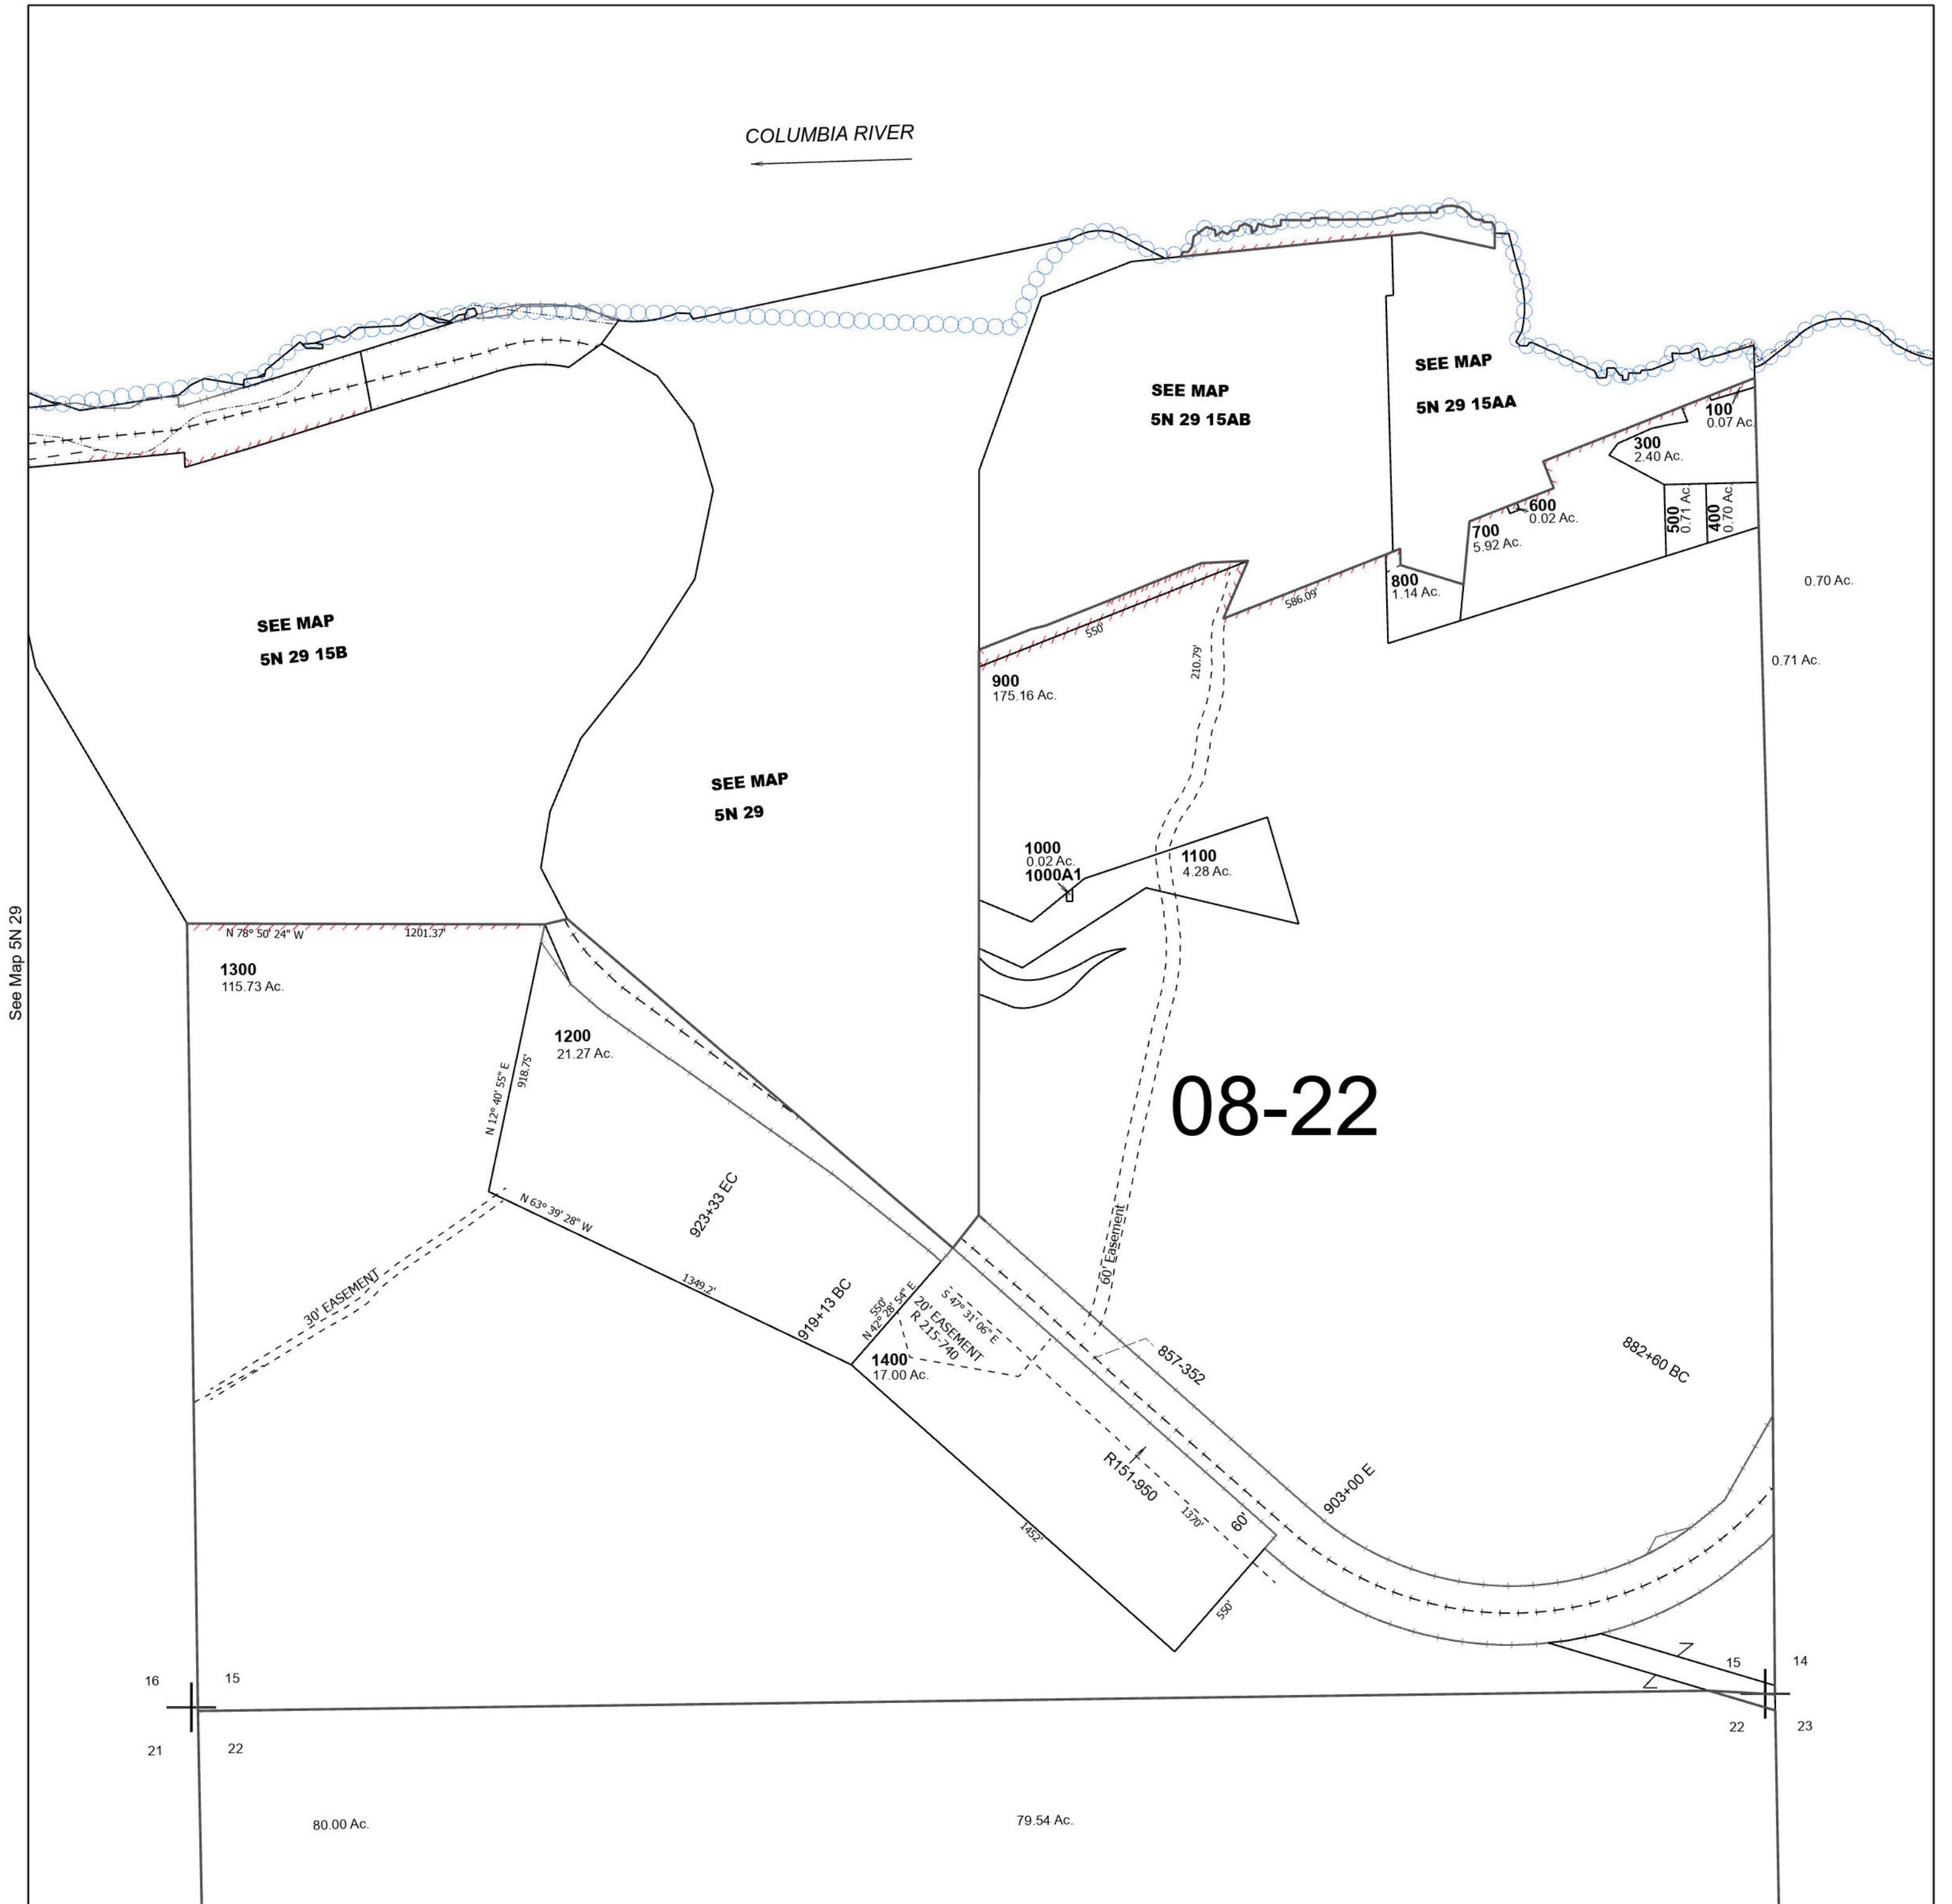 COLUMBIA RIVER
SEE MAP
5N 29 15AA
SEE MAP
5N 29 15AB
100
0.07 Ac.
300
2.40 Ac.
500
0.71 Ac.
400
0.70 Ac.
600
0.02 Ac.
700
5.92 Ac.
800
1.14 Ac.
0.70 Ac.
586.09'
SEE MAP
5N 29 15B
550'
210.79'
0.71 Ac.
900
175.16 Ac.
SEE MAP
5N 29
1000
0.02 Ac.
1000A1
1100
4.28 Ac.
See Map 5N 29
N 78° 50' 24" W
1201.37'
1300
115.73 Ac.
1200
21.27 Ac.
N 12° 40' 55" E
918.75'
08-22
N 63° 39' 28" W
1349.2'
923+33 EC
919+13 BC
60' Easement
30' EASEMENT
550'
N 42° 28' 54" E
S 47° 31' 06" E
20' EASEMENT
R 215-740
1400
17.00 Ac.
857-352
882+60 BC
R151-950
1370'
60'
903+00 E
1452'
550'
16
15
15
14
21
22
22
23
80.00 Ac.
79.54 Ac.